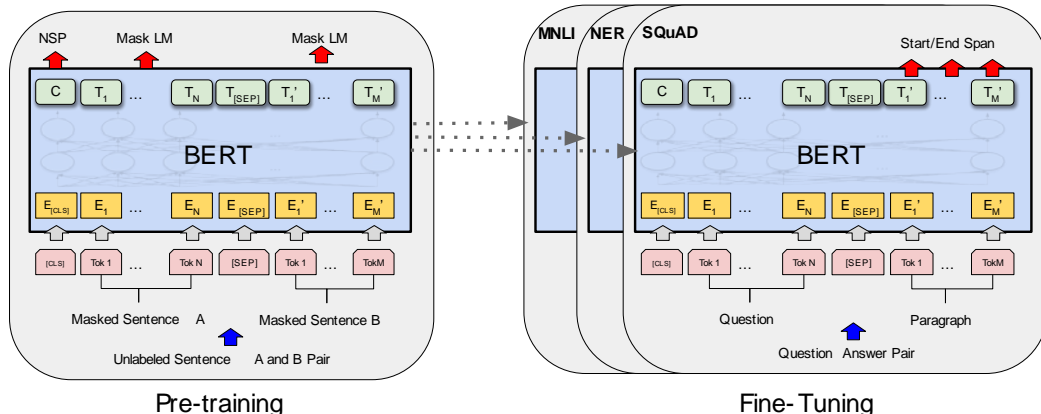 NSP Mask LM Mask LM
C T1 ... TN T[SEP] T1' ... TM'
BERT
E[CLS] E1 ... EN E[SEP] E1' ... EM'
[CLS] Tok 1 ... Tok N [SEP] Tok 1 ... TokM
Masked Sentence A Masked Sentence B
Unlabeled Sentence A and B Pair
Pre-training
MNLI NER SQuAD
Start/End Span
C T1 ... TN T[SEP] T1' ... TM'
BERT
E[CLS] E1 ... EN E[SEP] E1' ... EM'
[CLS] Tok 1 ... Tok N [SEP] Tok 1 ... TokM
Question Paragraph
Question Answer Pair
Fine-Tuning